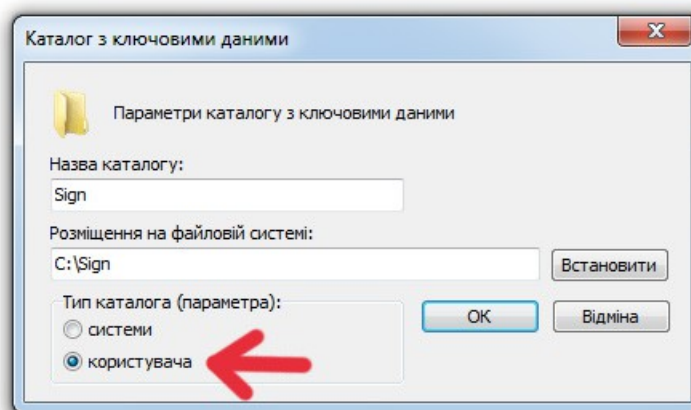 Каталог з ключовими даними
Параметри каталогу з ключовими даними
Назва каталогу:
Sign
Розміщення на файловій системі:
C:\Sign
Встановити
Тип каталога (параметра):
системи
користувача
OK
Відміна